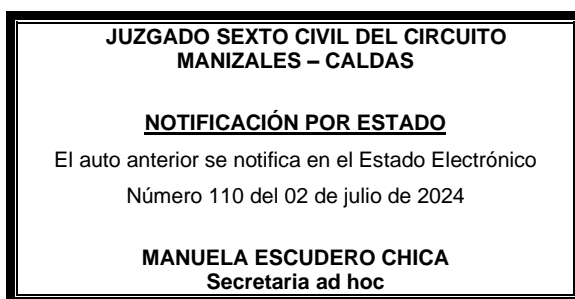 JUZGADO SEXTO CIVIL DEL CIRCUITO
MANIZALES – CALDAS
NOTIFICACIÓN POR ESTADO
El auto anterior se notifica en el Estado Electrónico
Número 110 del 02 de julio de 2024
MANUELA ESCUDERO CHICA
Secretaria ad hoc